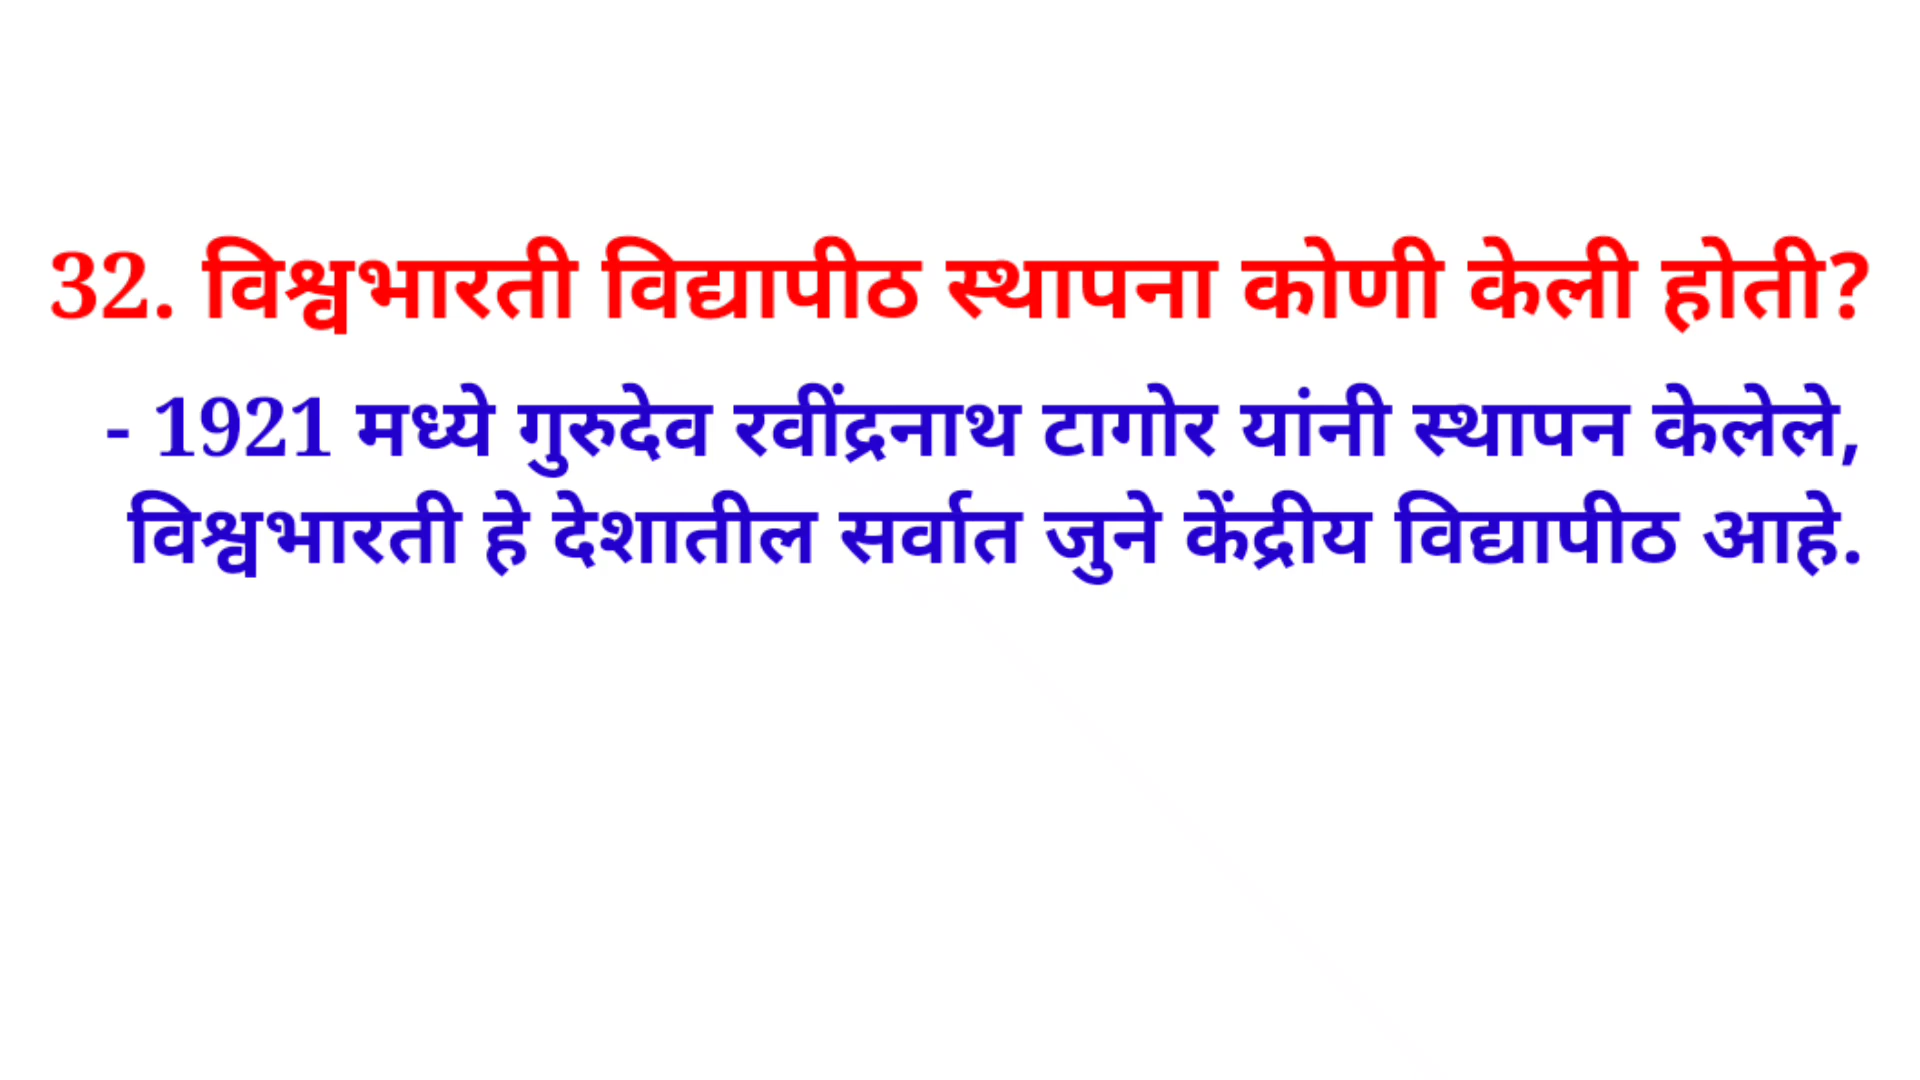 32. विश्वभारती विद्यापीठ स्थापना कोणी केली होती?
- 1921 मध्ये गुरुदेव रवींद्रनाथ टागोर यांनी स्थापन केलेले,
विश्वभारती हे देशातील सर्वात जुने केंद्रीय विद्यापीठ आहे.